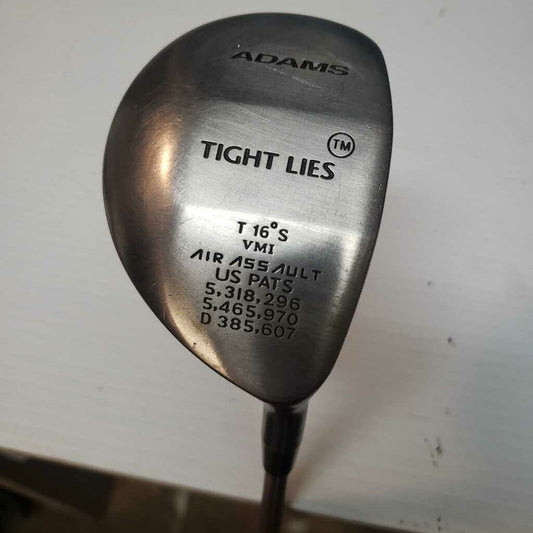 ADAMS
TIGHT LIES TM
T 16° S
VMI
AIR ASSAULT
US PATS
5,318,296
5,465,970
D 385,607